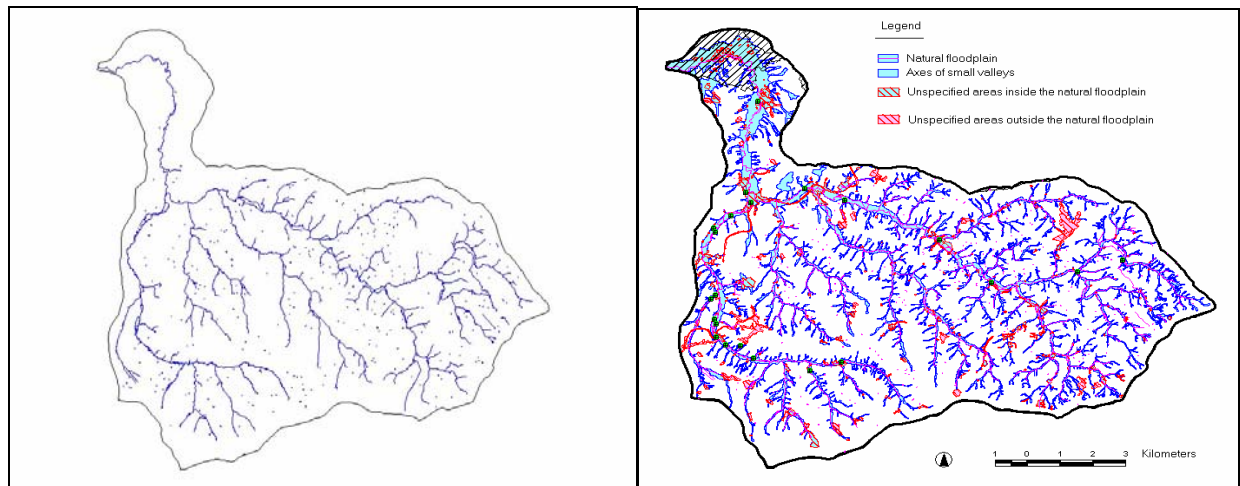 Legend
Natural floodplain
Axes of small valleys
Unspecified areas inside the natural floodplain
Unspecified areas outside the natural floodplain
1 0 1 2 3 Kilometers